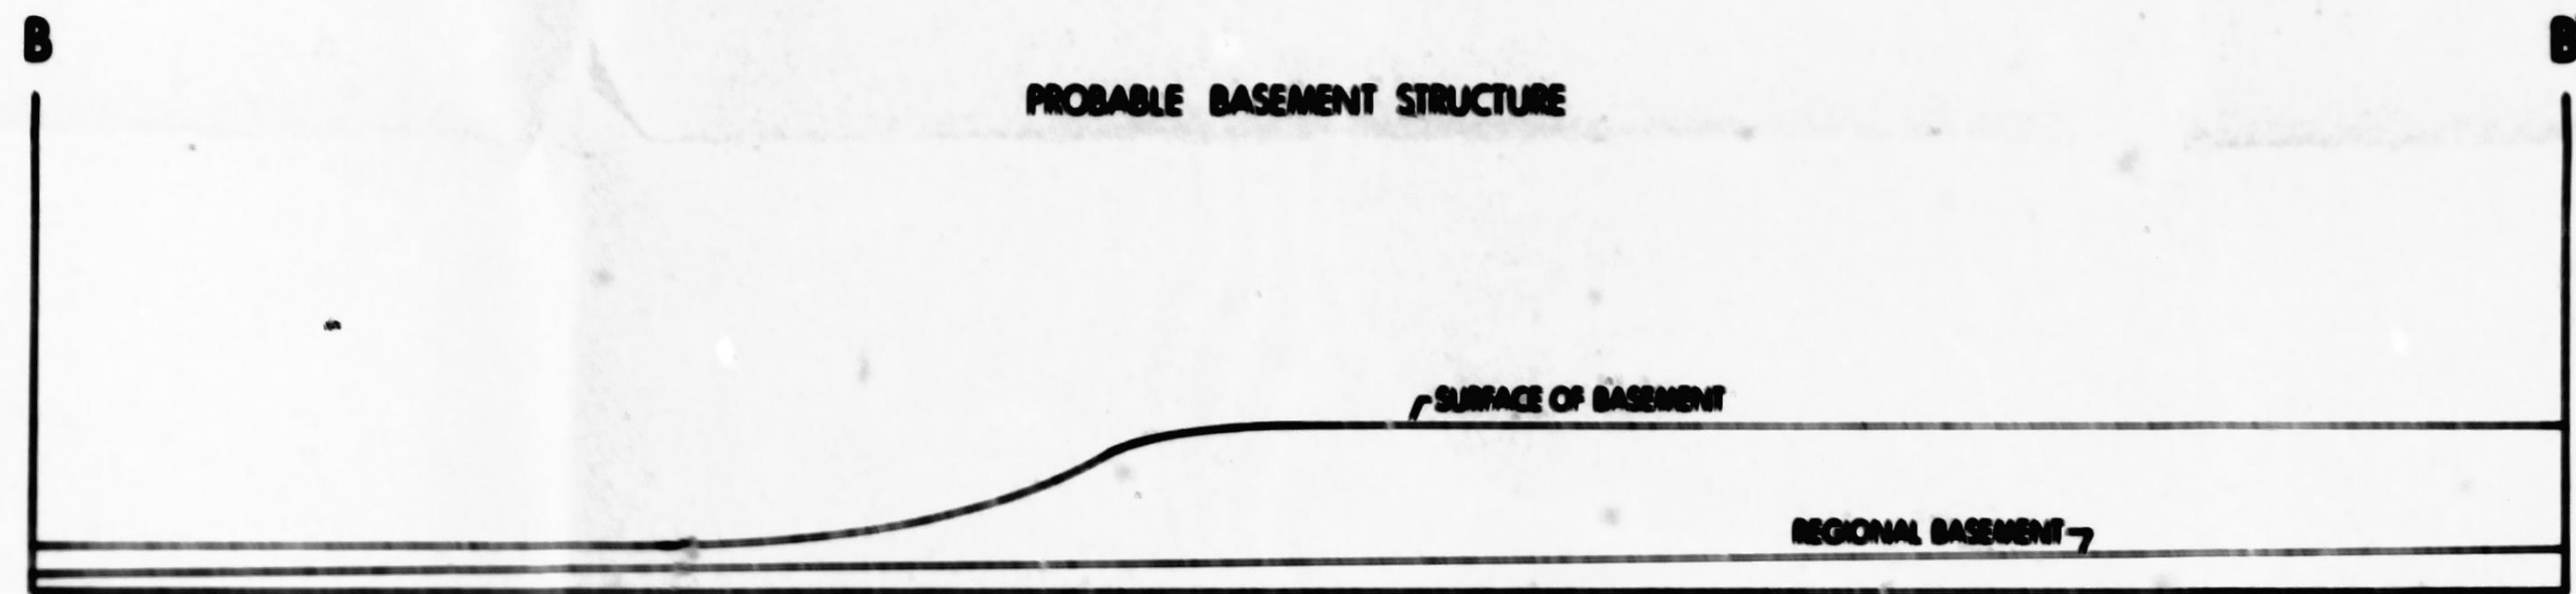 B
B
PROBABLE BASEMENT STRUCTURE
SURFACE OF BASEMENT
REGIONAL BASEMENT